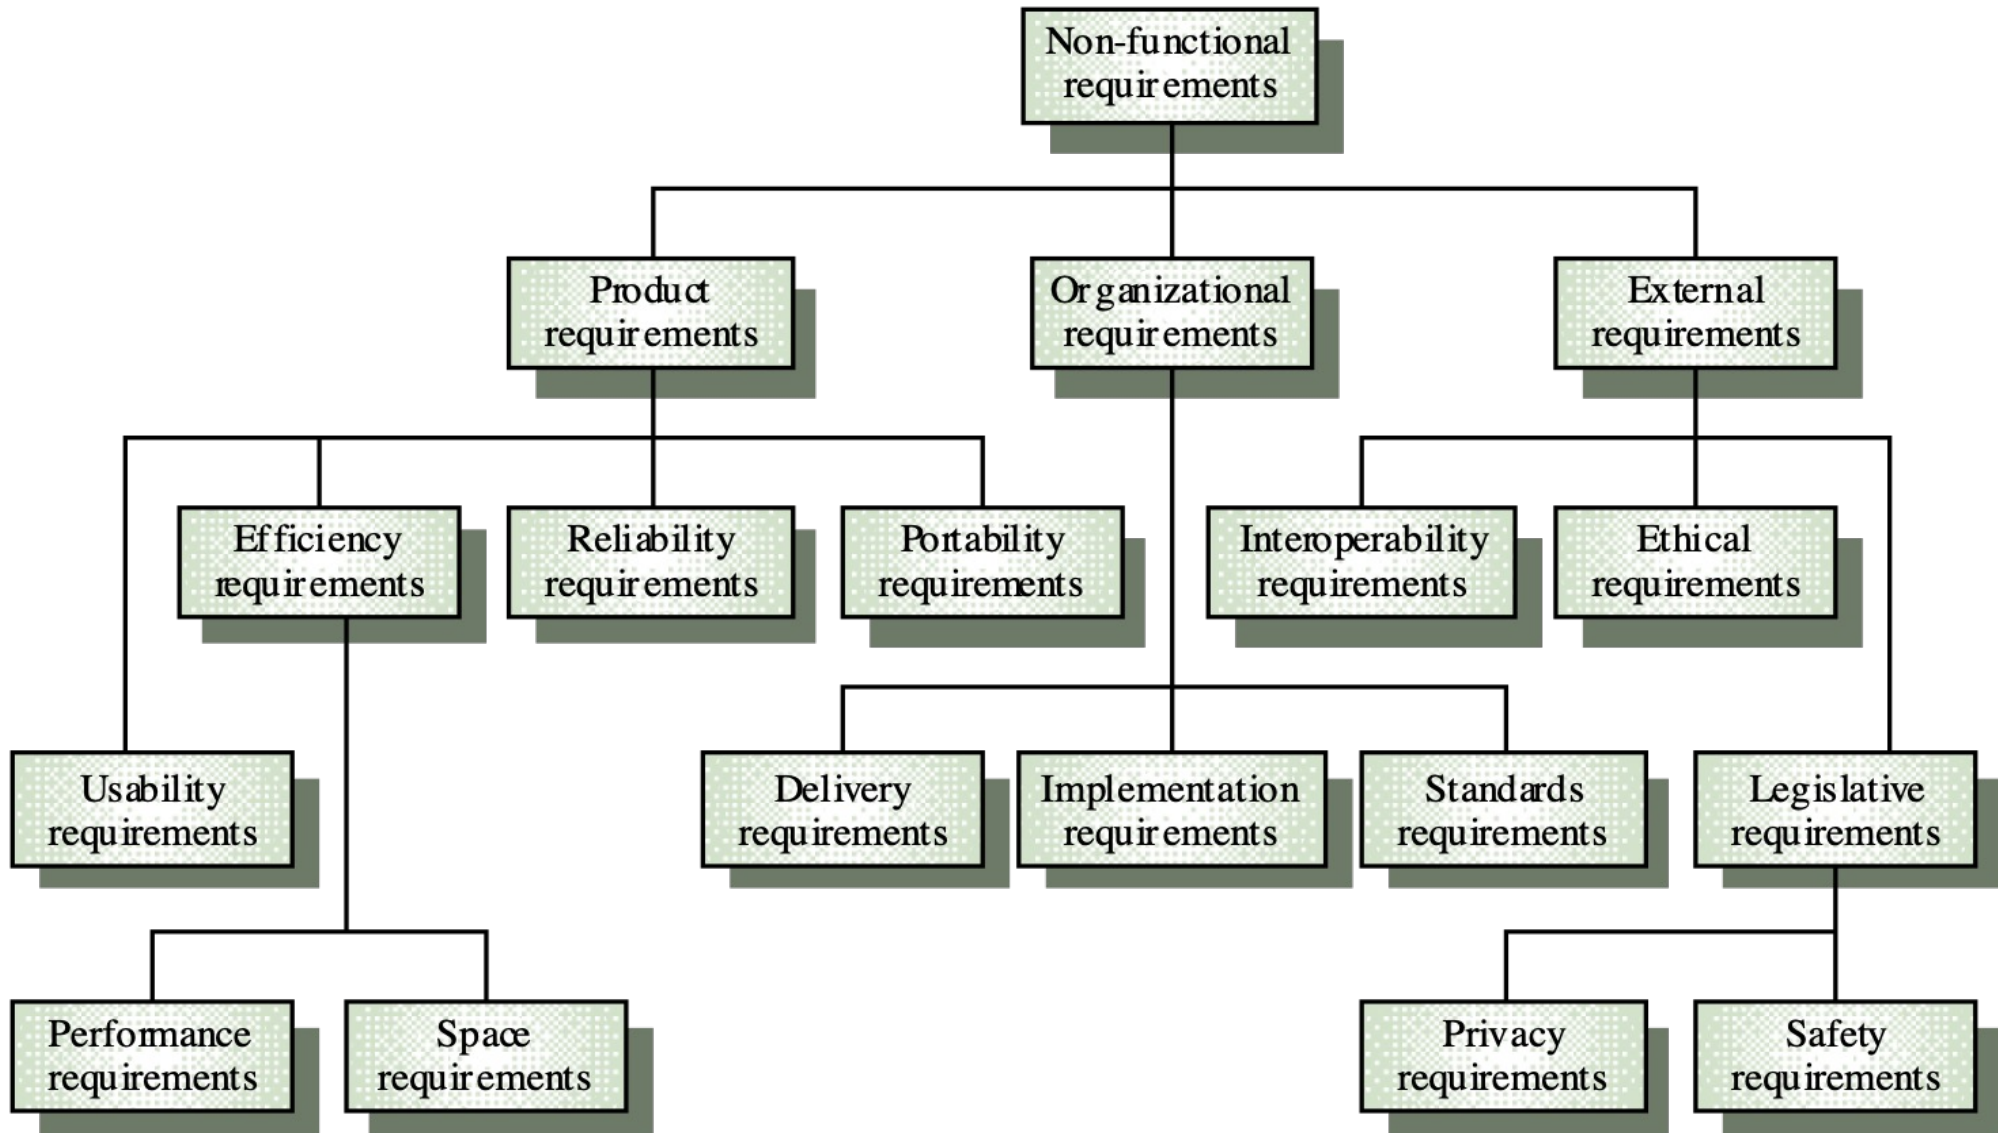 Non-functional
requirements
Product
requirements
Organizational
requirements
External
requirements
Efficiency
requirements
Reliability
requirements
Portability
requirements
Interoperability
requirements
Ethical
requirements
Usability
requirements
Delivery
requirements
Implementation
requirements
Standards
requirements
Legislative
requirements
Performance
requirements
Space
requirements
Privacy
requirements
Safety
requirements